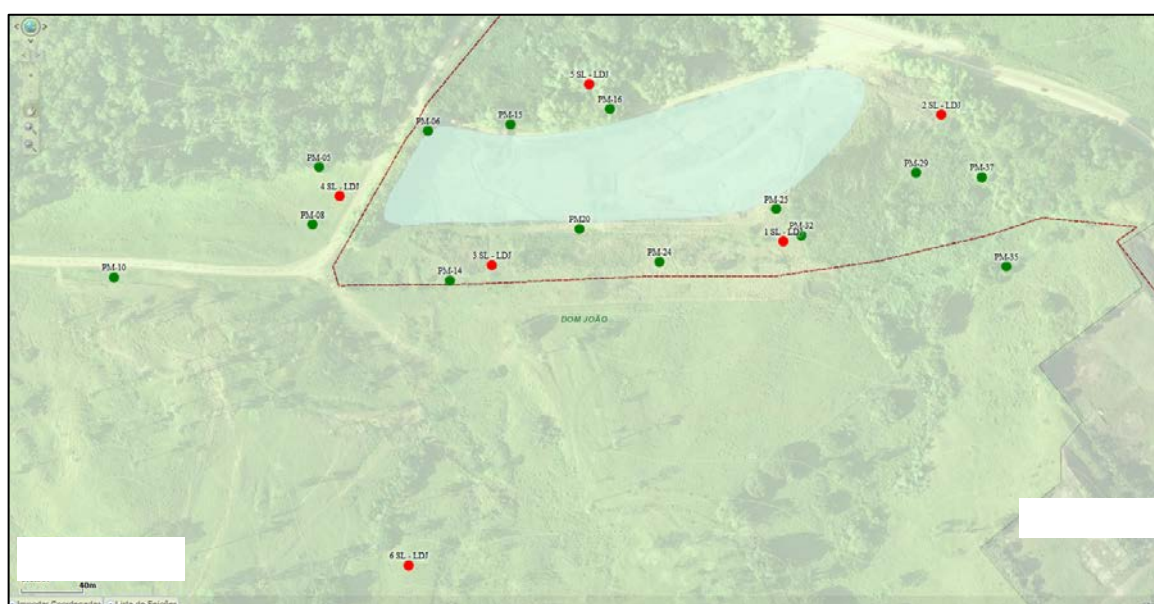 5 SL - LDJ
PM-16
2 SL - LDJ
PM-15
PM-06
PM-05
PM-29
PM-37
4 SL - LDJ
PM-25
PM-08
PM20
PM-32
1 SL - LDJ
3 SL - LDJ
PM-24
PM-35
PM-10
PM-14
DOM JOÃO
6 SL - LDJ
40m